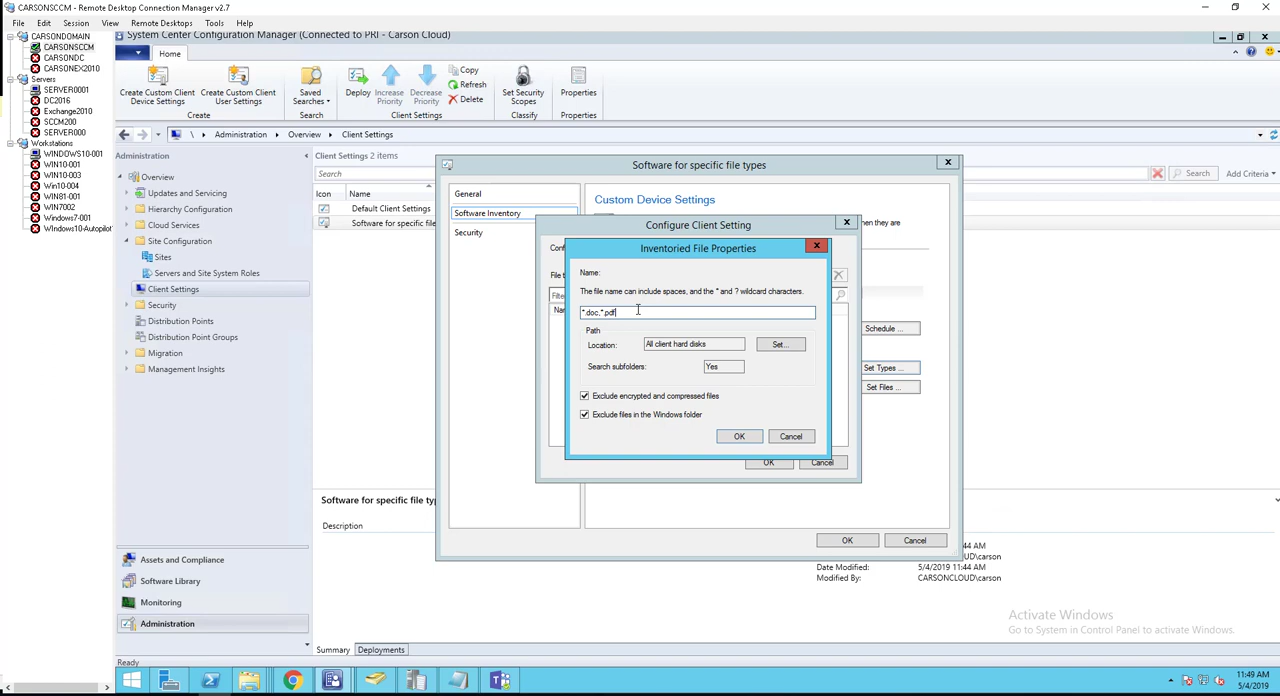 CARSONSCCM - Remote Desktop Connection Manager v2.7
File Edit Session View Remote Desktops Tools Help
CARSONDOMAIN
CARSONSCCM
CARSONDC
CARSONEX2010
Servers
SERVER0001
DC2016
Exchange2010
SCCM200
SERVER000
Workstations
WINDOWS10-001
WIN10-001
WIN10-003
Win10-004
WIN81-001
WIN7002
Windows7-001
WIndows10-Autopilot
System Center Configuration Manager (Connected to PRI - Carson Cloud)
Home
Create Custom Client Device Settings
Create Custom Client User Settings
Create
Saved Searches
Search
Deploy
Increase Priority
Decrease Priority
Copy
Refresh
Delete
Client Settings
Set Security Scopes
Classify
Properties
Properties
\ Administration Overview Client Settings
Administration
Overview
Updates and Servicing
Hierarchy Configuration
Cloud Services
Site Configuration
Sites
Servers and Site System Roles
Client Settings
Security
Distribution Points
Distribution Point Groups
Migration
Management Insights
Assets and Compliance
Software Library
Monitoring
Administration
Ready
Client Settings 2 items
Search
Search
Add Criteria
Icon Name
Default Client Settings
Software for specific file
Software for specific file typ
Description
44 AM
UD\carson
Date Modified: 5/4/2019 11:44 AM
Modified By: CARSONCLOUD\carson
Summary Deployments
Software for specific file types
General
Software Inventory
Security
Custom Device Settings
hen they are
Schedule ...
Set Types ...
Set Files ...
OK Cancel
Configure Client Setting
Conf
File t
Filte
Nar
OK Cancel
Inventoried File Properties
Name:
The file name can include spaces, and the * and ? wildcard characters.
*.doc,*.pdf
Path
Location: All client hard disks Set...
Search subfolders: Yes
Exclude encrypted and compressed files
Exclude files in the Windows folder
OK Cancel
Activate Windows
Go to System in Control Panel to activate Windows.
11:49 AM
5/4/2019